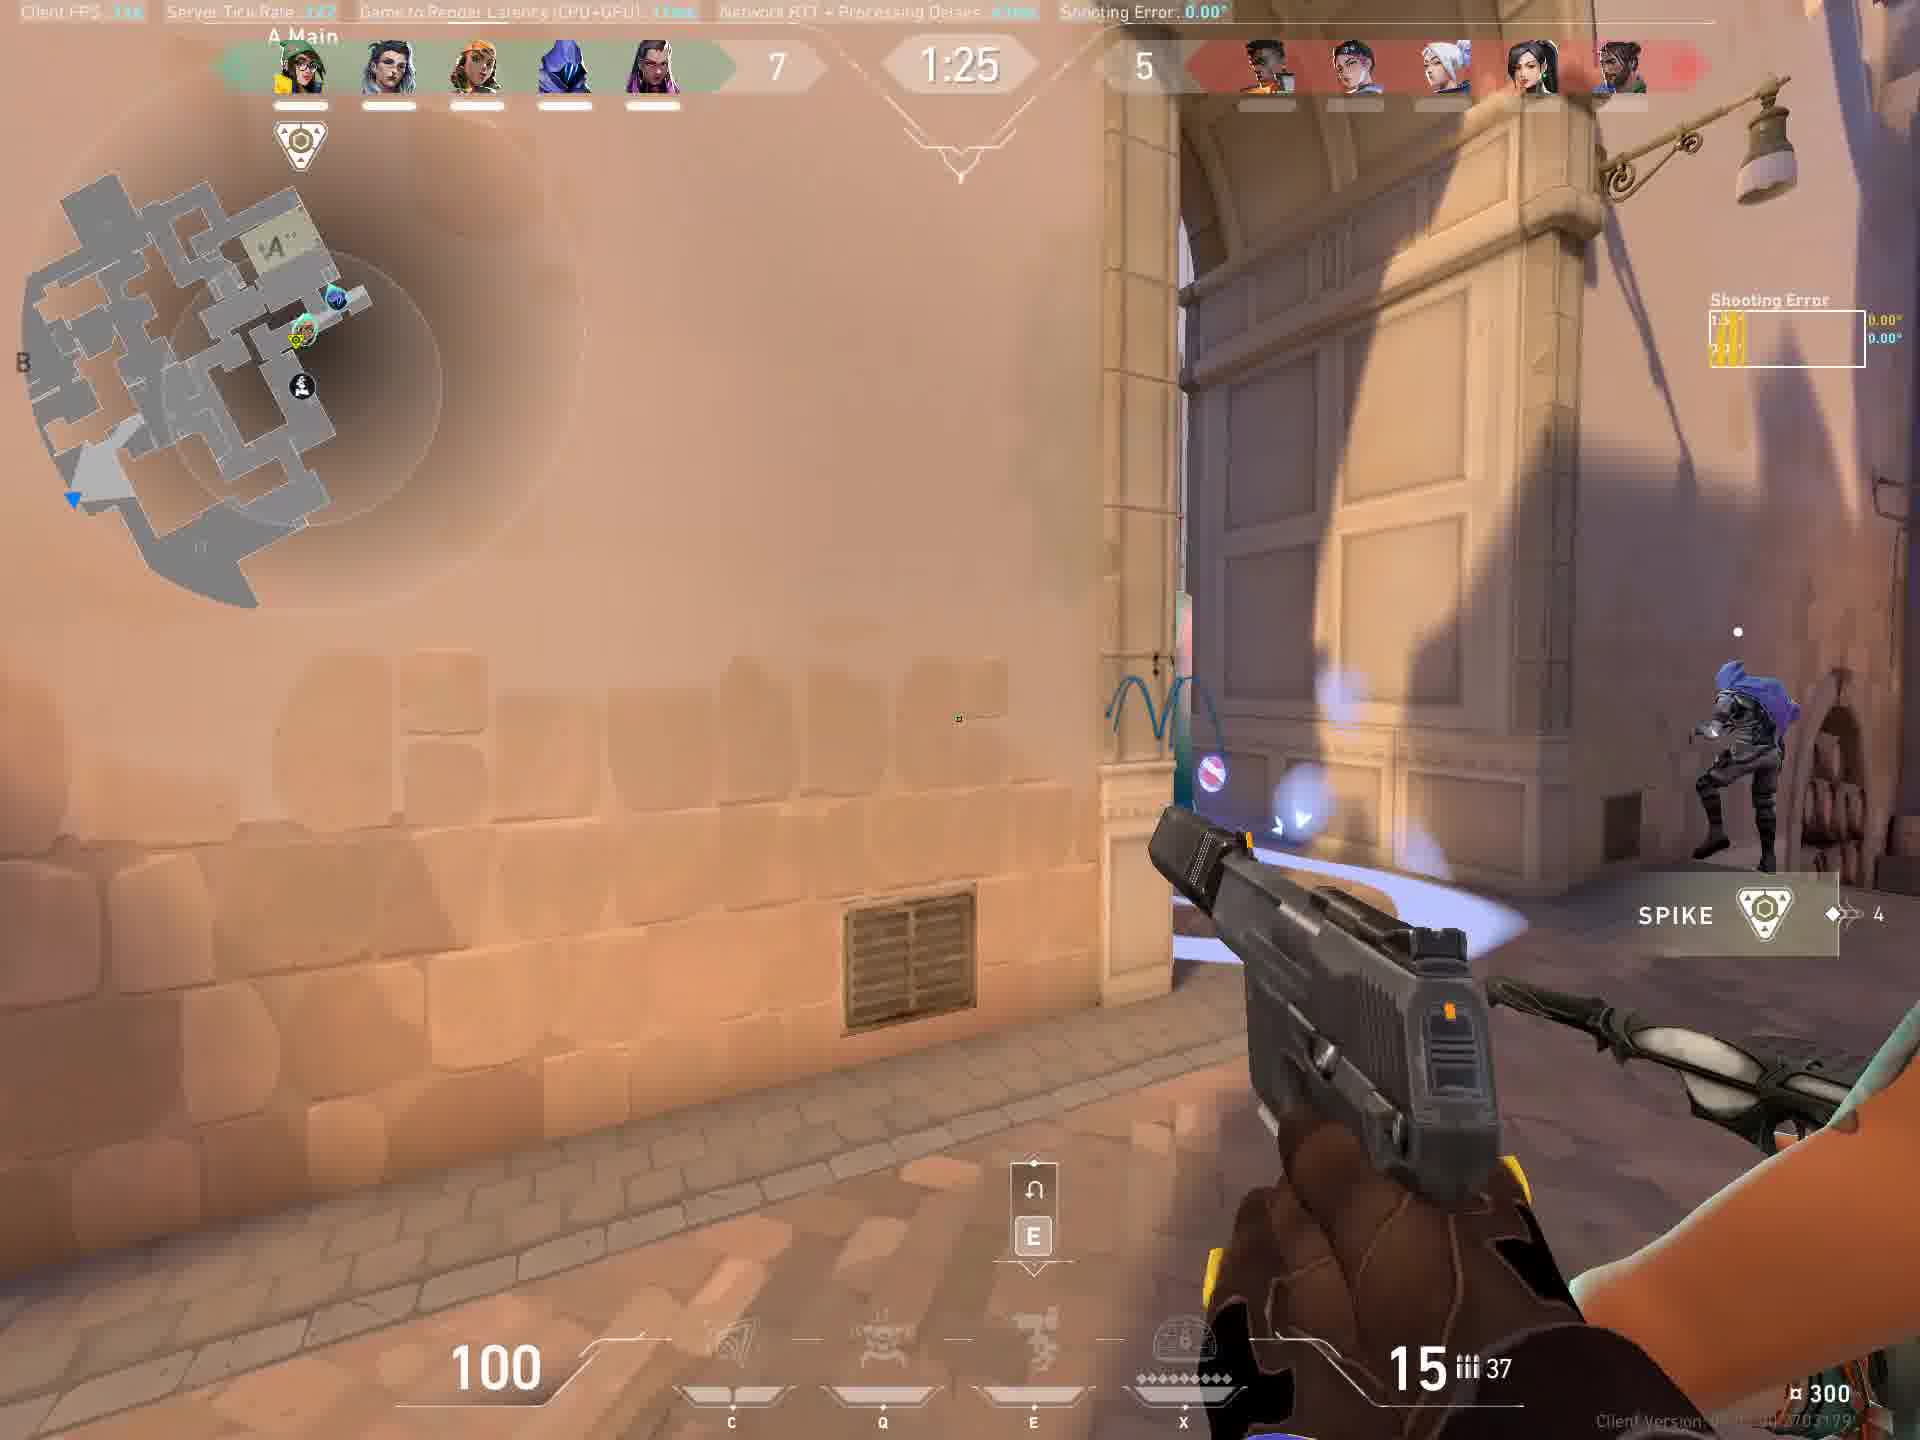 Client FPS:
Server Tick Rate:
Game to Render Latency (CPU+GPU):
Network RTT + Processing Delays:
Shooting Error: 0.00°
A Main
7
1:25
5
A
B
Shooting Error
0.00°
0.00°
SPIKE
4
E
100
15
37
C
Q
E
X
300
Client Version: